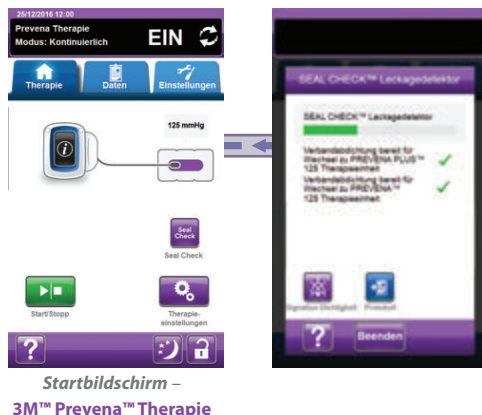 25/12/2016 12:00
Prevena Therapie
Modus: Kontinuierlich
EIN
Therapie
Daten
Einstellungen
125 mmHg
Seal
Check
Seal Check
Start/Stopp
Therapie-
einstellungen
?
Startbildschirm –
3M™ Prevena™ Therapie
SEAL CHECK™ Leckagedetektor
SEAL CHECK™ Leckagedetektor
Verbandabdichtung bereit für
Wechsel zu PREVENA PLUS™
125 Therapieeinheit
Verbandabdichtung bereit für
Wechsel zu PREVENA™
125 Therapieeinheit
Dichtigkeit
Protokoll
?
Beenden